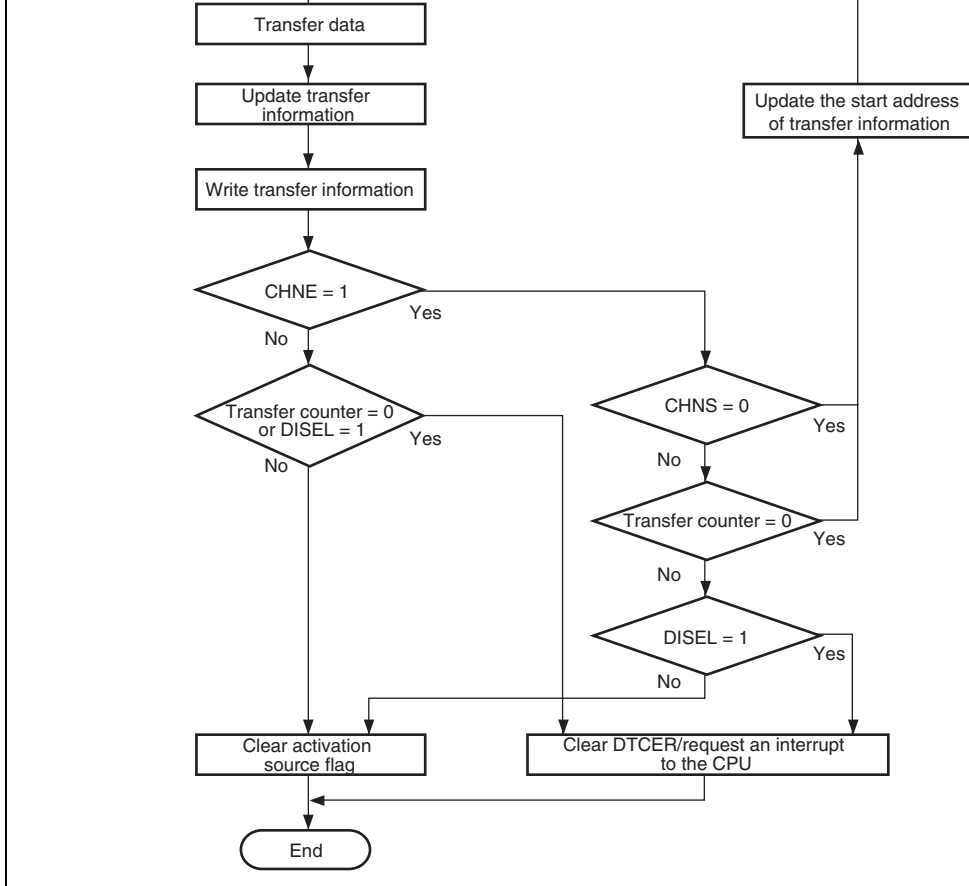 Transfer data
Update transfer
information
Update the start address
of transfer information
Write transfer information
CHNE = 1
Yes
No
Transfer counter = 0
or DISEL = 1
Yes
No
CHNS = 0
Yes
No
Transfer counter = 0
Yes
No
DISEL = 1
Yes
No
Clear activation
source flag
Clear DTCER/request an interrupt
to the CPU
End